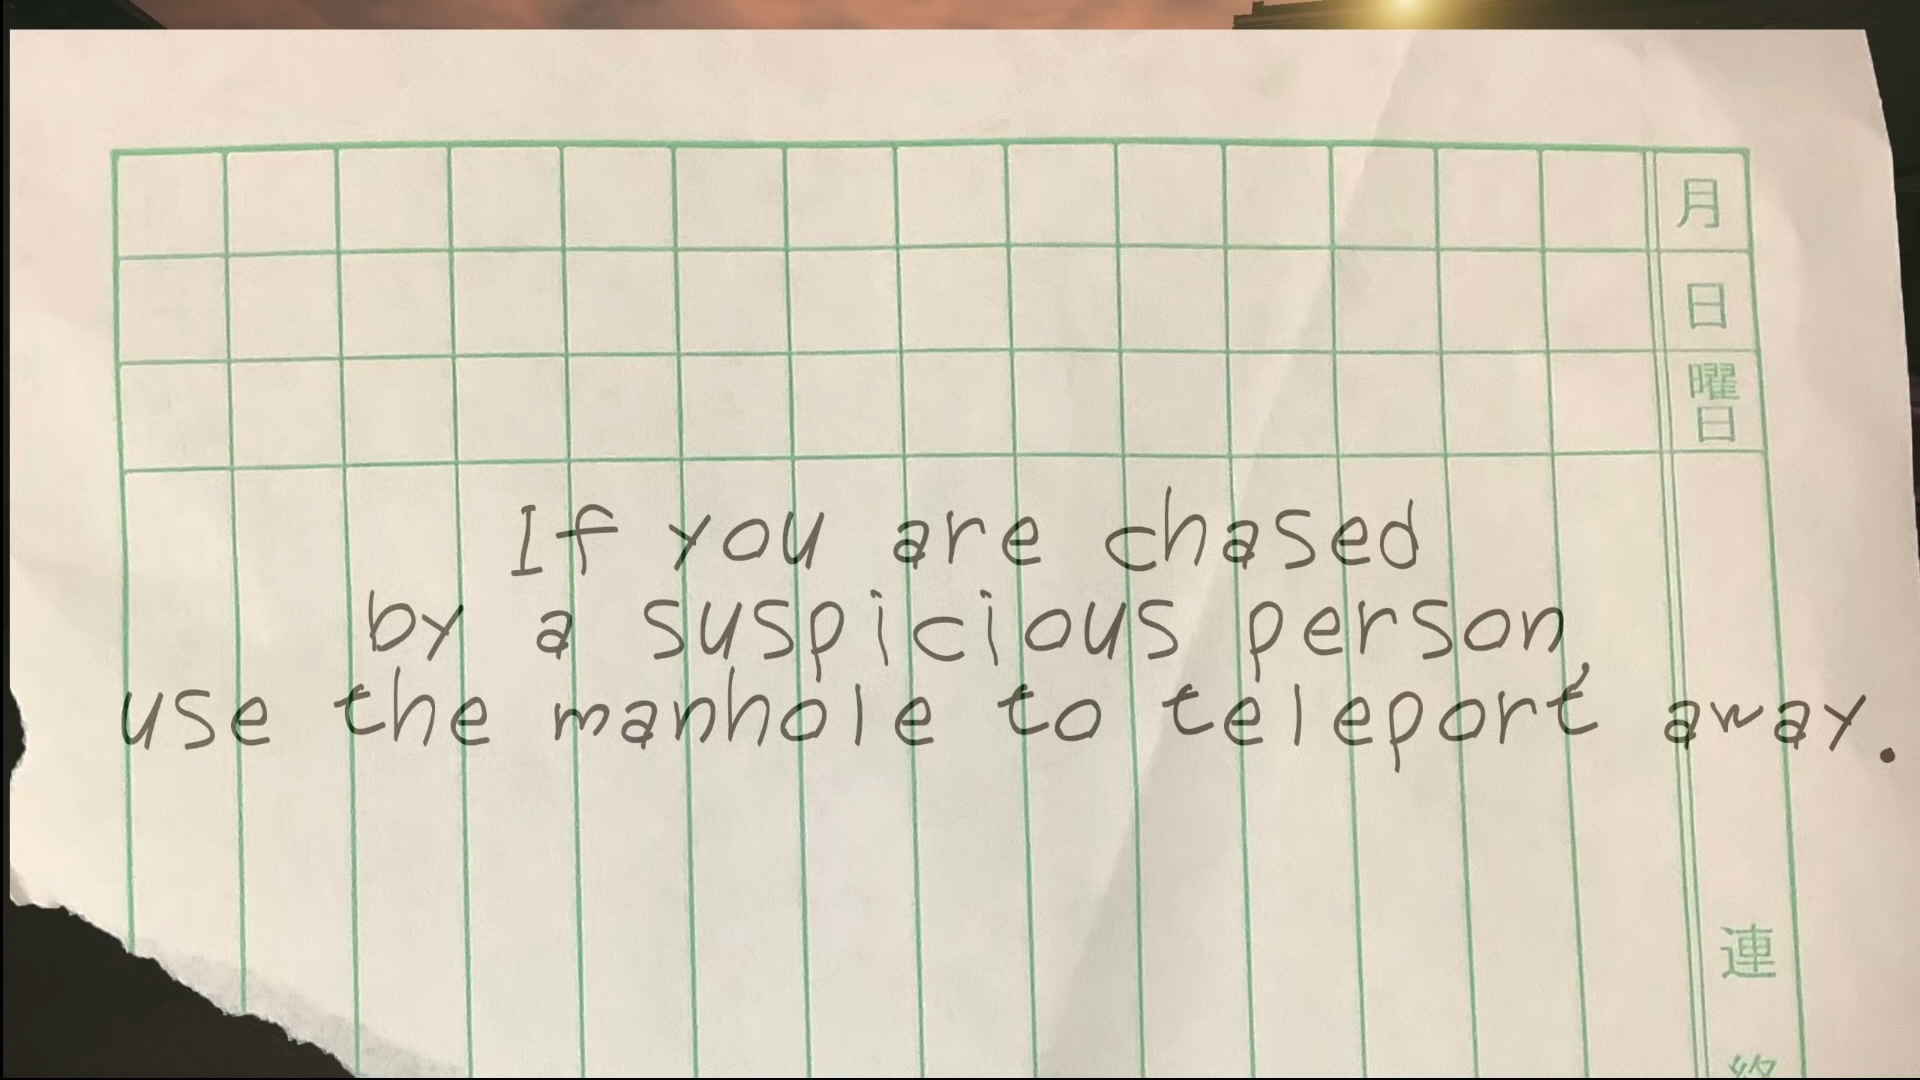 If you are chased
by a suspicious person,
use the manhole to teleport away.
月
日
曜日
連